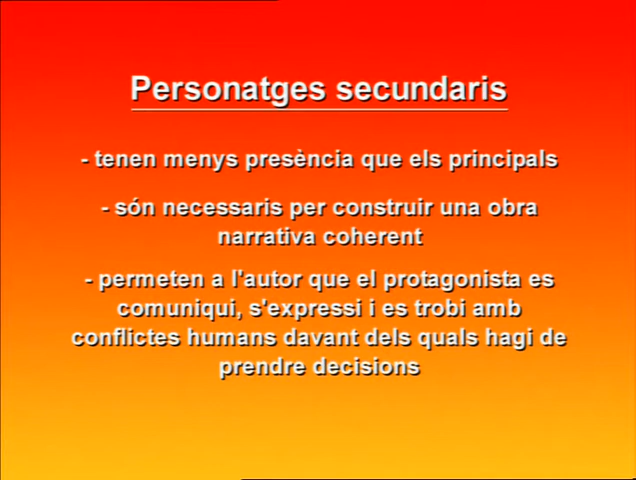 Personatges secundaris
- tenen menys presència que els principals
- són necessaris per construir una obra
narrativa coherent
- permeten a l'autor que el protagonista es
comuniqui, s'expressi i es trobi amb
conflictes humans davant dels quals hagi de
prendre decisions